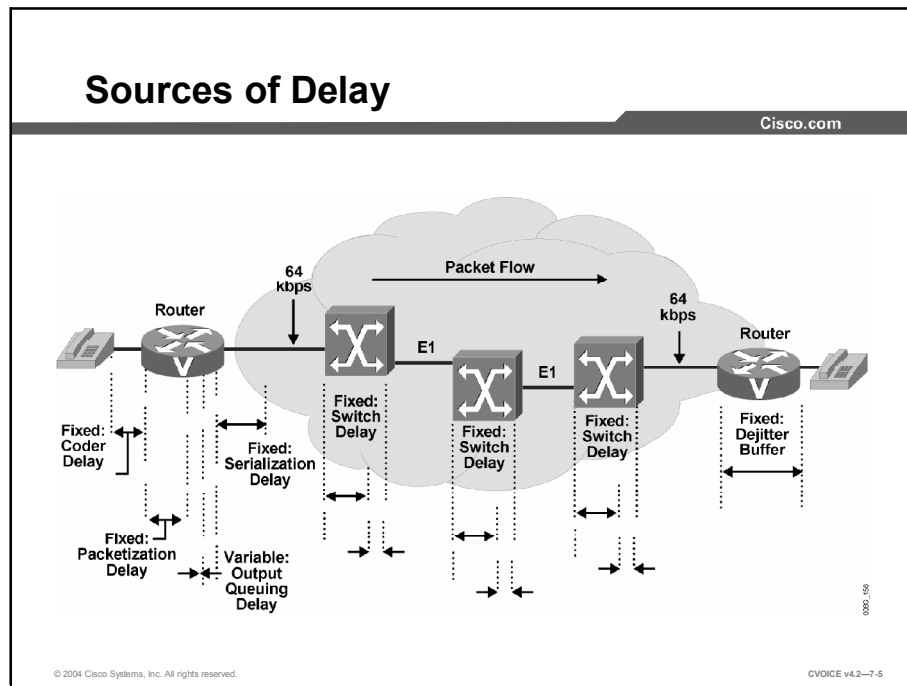 Sources of Delay
Cisco.com
Packet Flow
64
kbps
64
kbps
Router
Router
V
V
E1
E1
Fixed:
Coder
Delay
Fixed:
Serialization
Delay
Fixed:
Switch
Delay
Fixed:
Switch
Delay
Fixed:
Switch
Delay
Fixed:
Dejitter
Buffer
Fixed:
Packetization
Delay
Variable:
Output
Queuing
Delay
© 2004 Cisco Systems, Inc. All rights reserved.
CVOICE v4.2—7-5